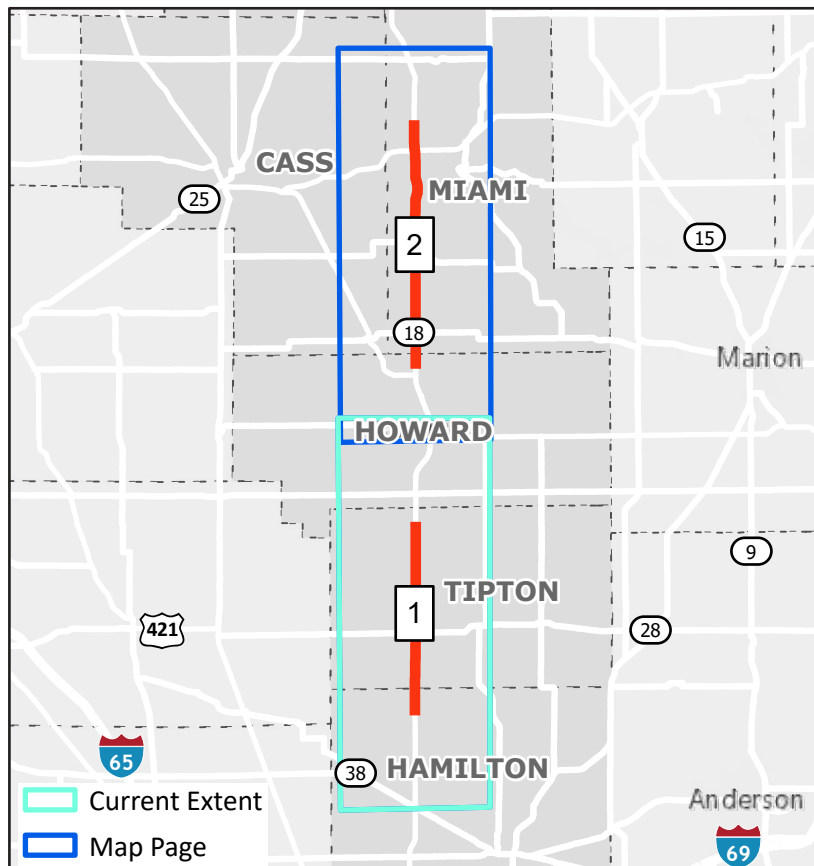 CASS
MIAMI
25
15
2
18
Marion
HOWARD
9
TIPTON
1
421
28
65
38
HAMILTON
Current Extent
Anderson
Map Page
69